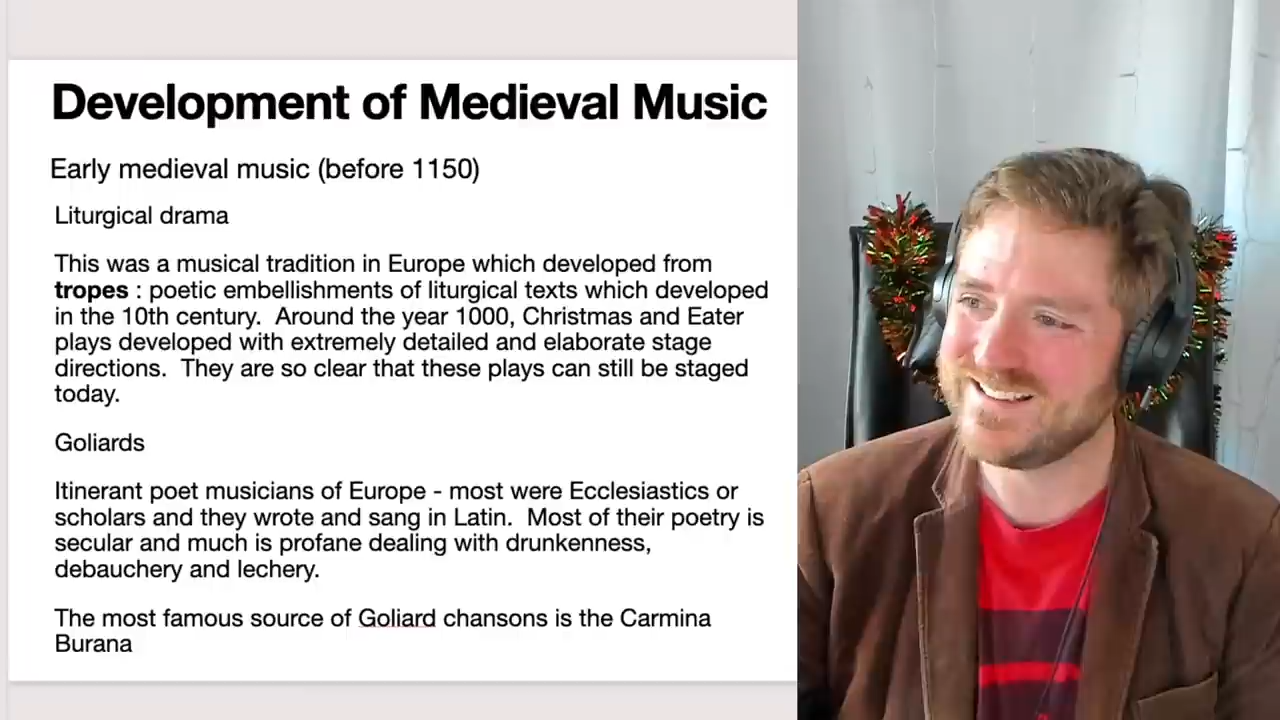 Development of Medieval Music
Early medieval music (before 1150)
Liturgical drama
This was a musical tradition in Europe which developed from
tropes : poetic embellishments of liturgical texts which developed
in the 10th century.  Around the year 1000, Christmas and Eater
plays developed with extremely detailed and elaborate stage
directions.  They are so clear that these plays can still be staged
today.
Goliards
Itinerant poet musicians of Europe - most were Ecclesiastics or
scholars and they wrote and sang in Latin.  Most of their poetry is
secular and much is profane dealing with drunkenness,
debauchery and lechery.
The most famous source of Goliard chansons is the Carmina
Burana